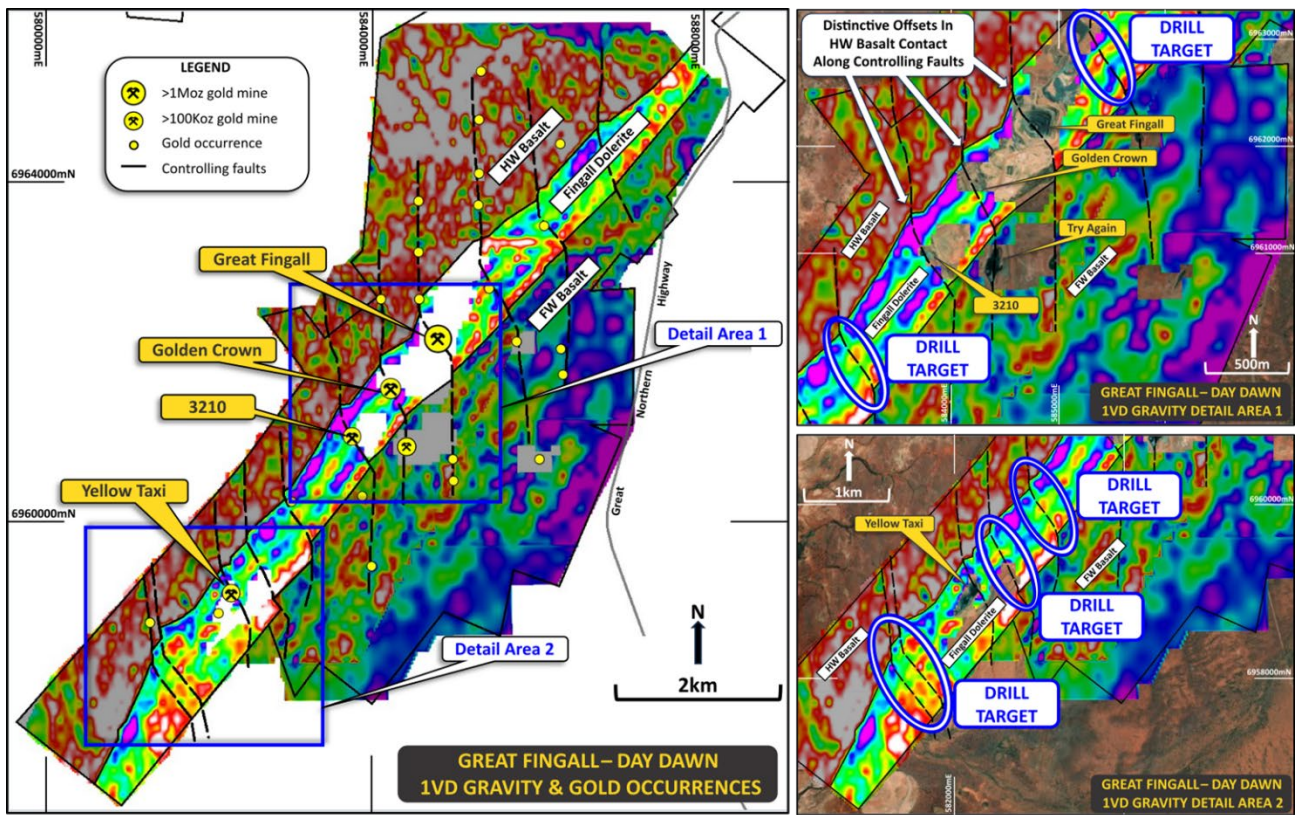 580000mE
584000mE
588000mE
LEGEND
>1Moz gold mine
>100Koz gold mine
Gold occurrence
Controlling faults
6964000mN
HW Basalt
Fingall Dolerite
FW Basalt
Great Fingall
Golden Crown
3210
Yellow Taxi
Detail Area 1
Detail Area 2
6960000mN
Great
Northern
Highway
N
2km
GREAT FINGALL – DAY DAWN
1VD GRAVITY & GOLD OCCURRENCES
Distinctive Offsets In
HW Basalt Contact
Along Controlling Faults
DRILL
TARGET
6963000mN
Great Fingall
6962000mN
Golden Crown
Try Again
HW Basalt
6961000mN
FW Basalt
Fingall Dolerite
3210
DRILL
TARGET
N
500m
584000mE
585000mE
GREAT FINGALL – DAY DAWN
1VD GRAVITY DETAIL AREA 1
N
1km
Yellow Taxi
DRILL
TARGET
6960000mN
FW Basalt
DRILL
TARGET
HW Basalt
Fingall Dolerite
6958000mN
DRILL
TARGET
582000mE
GREAT FINGALL – DAY DAWN
1VD GRAVITY DETAIL AREA 2